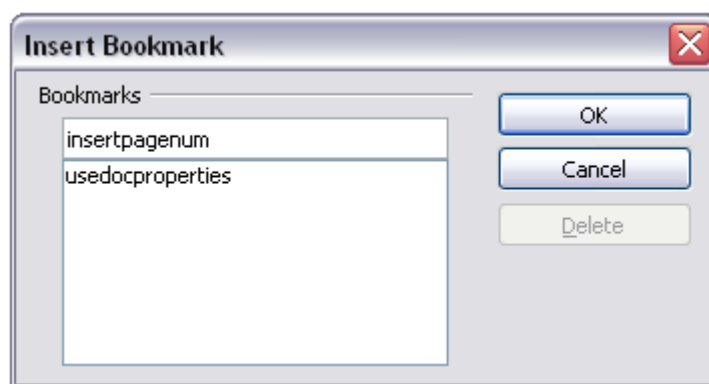 Insert Bookmark
Bookmarks
OK
insertpagenum
Cancel
usedocproperties
Delete